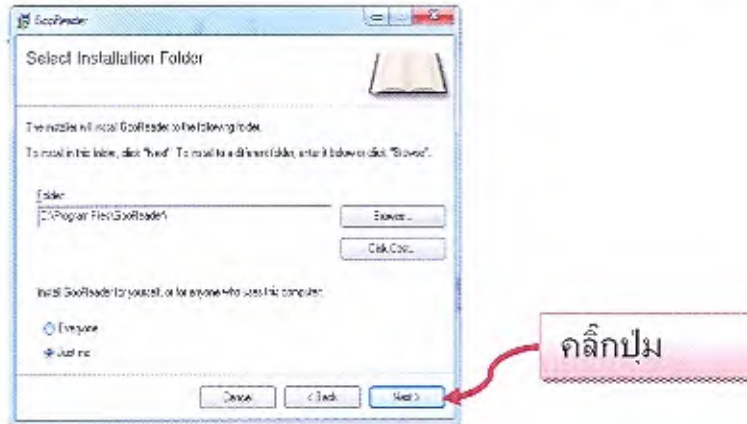 GooReader
Select Installation Folder
The installer will install GooReader to the following folder.
To install in this folder, click "Next". To install to a different folder, enter it below or click "Browse".
Folder:
C:\Program Files\GooReader\
Browse...
Disk Cost...
Install GooReader for yourself, or for anyone who uses this computer:
Everyone
Just me
Cancel
< Back
Next >
คลิ๊กปุ่ม